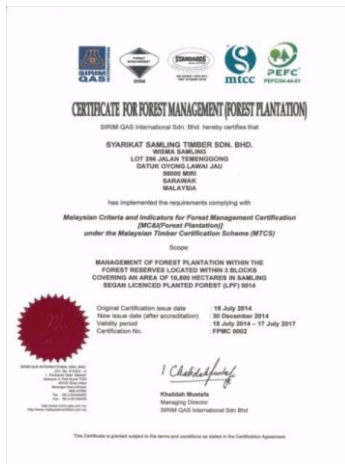 SIRIM
QAS
FOREST
MANAGEMENT
SIRIM
STANDARDS
mtcc
PEFC
PEFC/34-44-01
CERTIFICATE FOR FOREST MANAGEMENT (FOREST PLANTATION)
SIRIM QAS International Sdn. Bhd. hereby certifies that
SYARIKAT SAMLING TIMBER SDN. BHD.
WISMA SAMLING
LOT 296 JALAN TEMENGGONG
DATUK OYONG LAWAI JAU
98000 MIRI
SARAWAK
MALAYSIA
has implemented the requirements complying with
Malaysian Criteria and Indicators for Forest Management Certification
[MC&I(Forest Plantation)]
under the Malaysian Timber Certification Scheme (MTCS)
Scope:
MANAGEMENT OF FOREST PLANTATION WITHIN THE
FOREST RESERVES LOCATED WITHIN 3 BLOCKS
COVERING AN AREA OF 10,800 HECTARES IN SAMLING
SEGAN LICENCED PLANTED FOREST (LPF) 0014
Original Certification issue date : 18 July 2014
New issue date (after accreditation) : 30 December 2014
Validity period : 18 July 2014 – 17 July 2017
Certification No. : FPMC 0002
Khalidah Mustafa
Managing Director
SIRIM QAS International Sdn Bhd
This Certificate is granted subject to the terms and conditions as stated in the Certification Agreement.